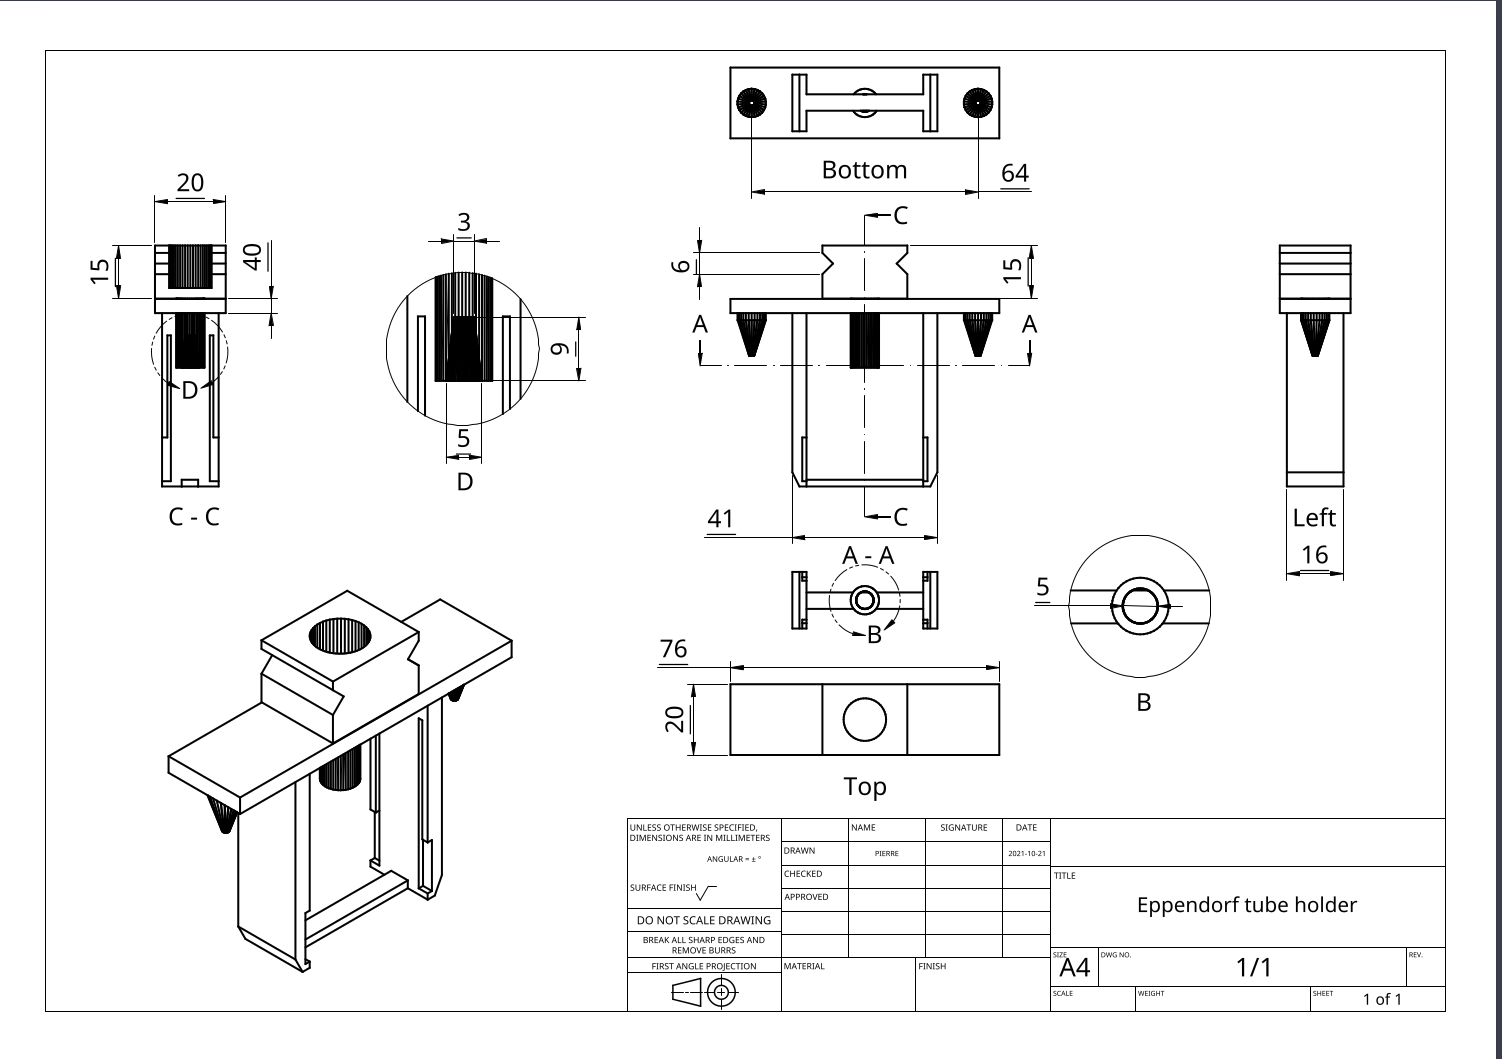 Bottom
64
20
15
40
D
C - C
3
9
5
D
C
6
15
A
A
C
41
A - A
B
Left
16
5
B
76
20
Top
UNLESS OTHERWISE SPECIFIED,
DIMENSIONS ARE IN MILLIMETERS
ANGULAR = ± °
SURFACE FINISH
DO NOT SCALE DRAWING
BREAK ALL SHARP EDGES AND
REMOVE BURRS
FIRST ANGLE PROJECTION
NAME
SIGNATURE
DATE
DRAWN
PIERRE
2021-10-21
CHECKED
APPROVED
MATERIAL
FINISH
TITLE
Eppendorf tube holder
SIZE
A4
DWG NO.
1/1
REV.
SCALE
WEIGHT
SHEET
1 of 1